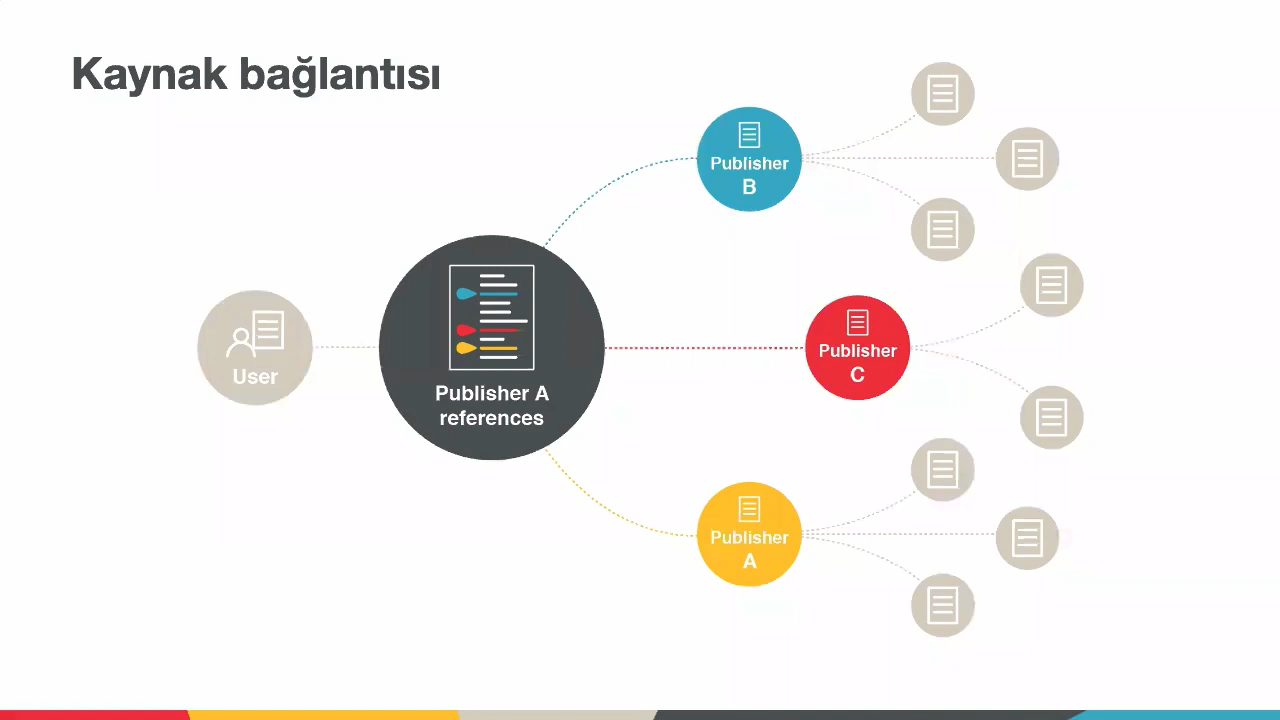 Kaynak bağlantısı
User
Publisher A
references
Publisher
B
Publisher
C
Publisher
A